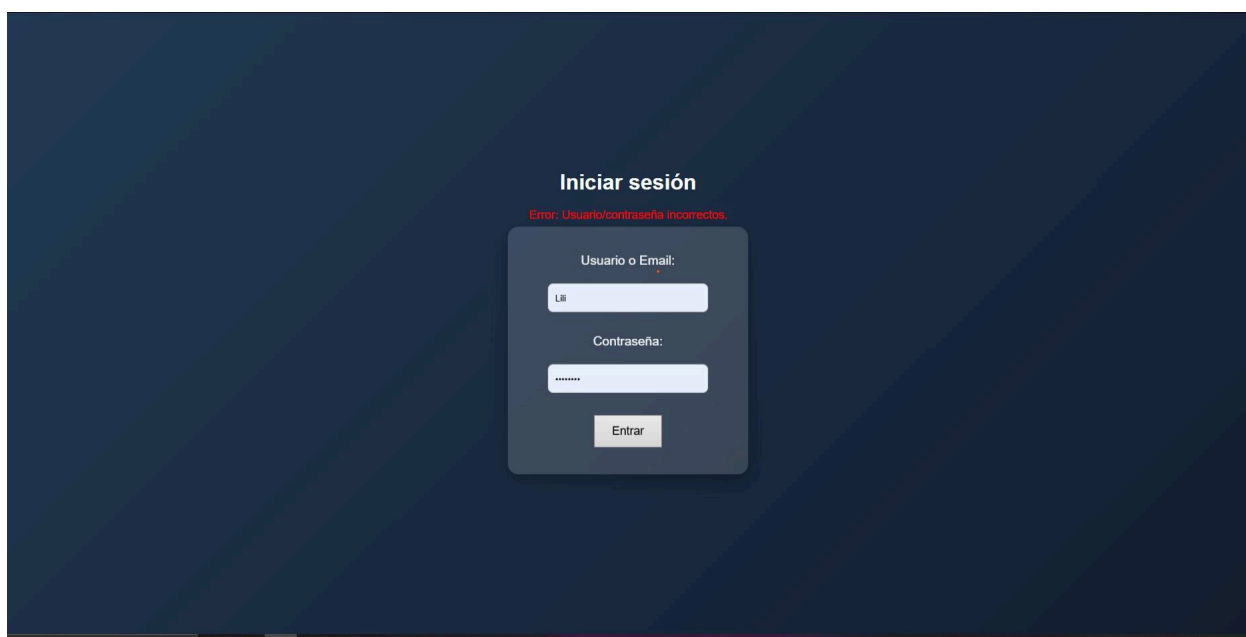 Iniciar sesión
Error: Usuario/contraseña incorrectos.
Usuario o Email:
Lili
Contraseña:
••••••••
Entrar